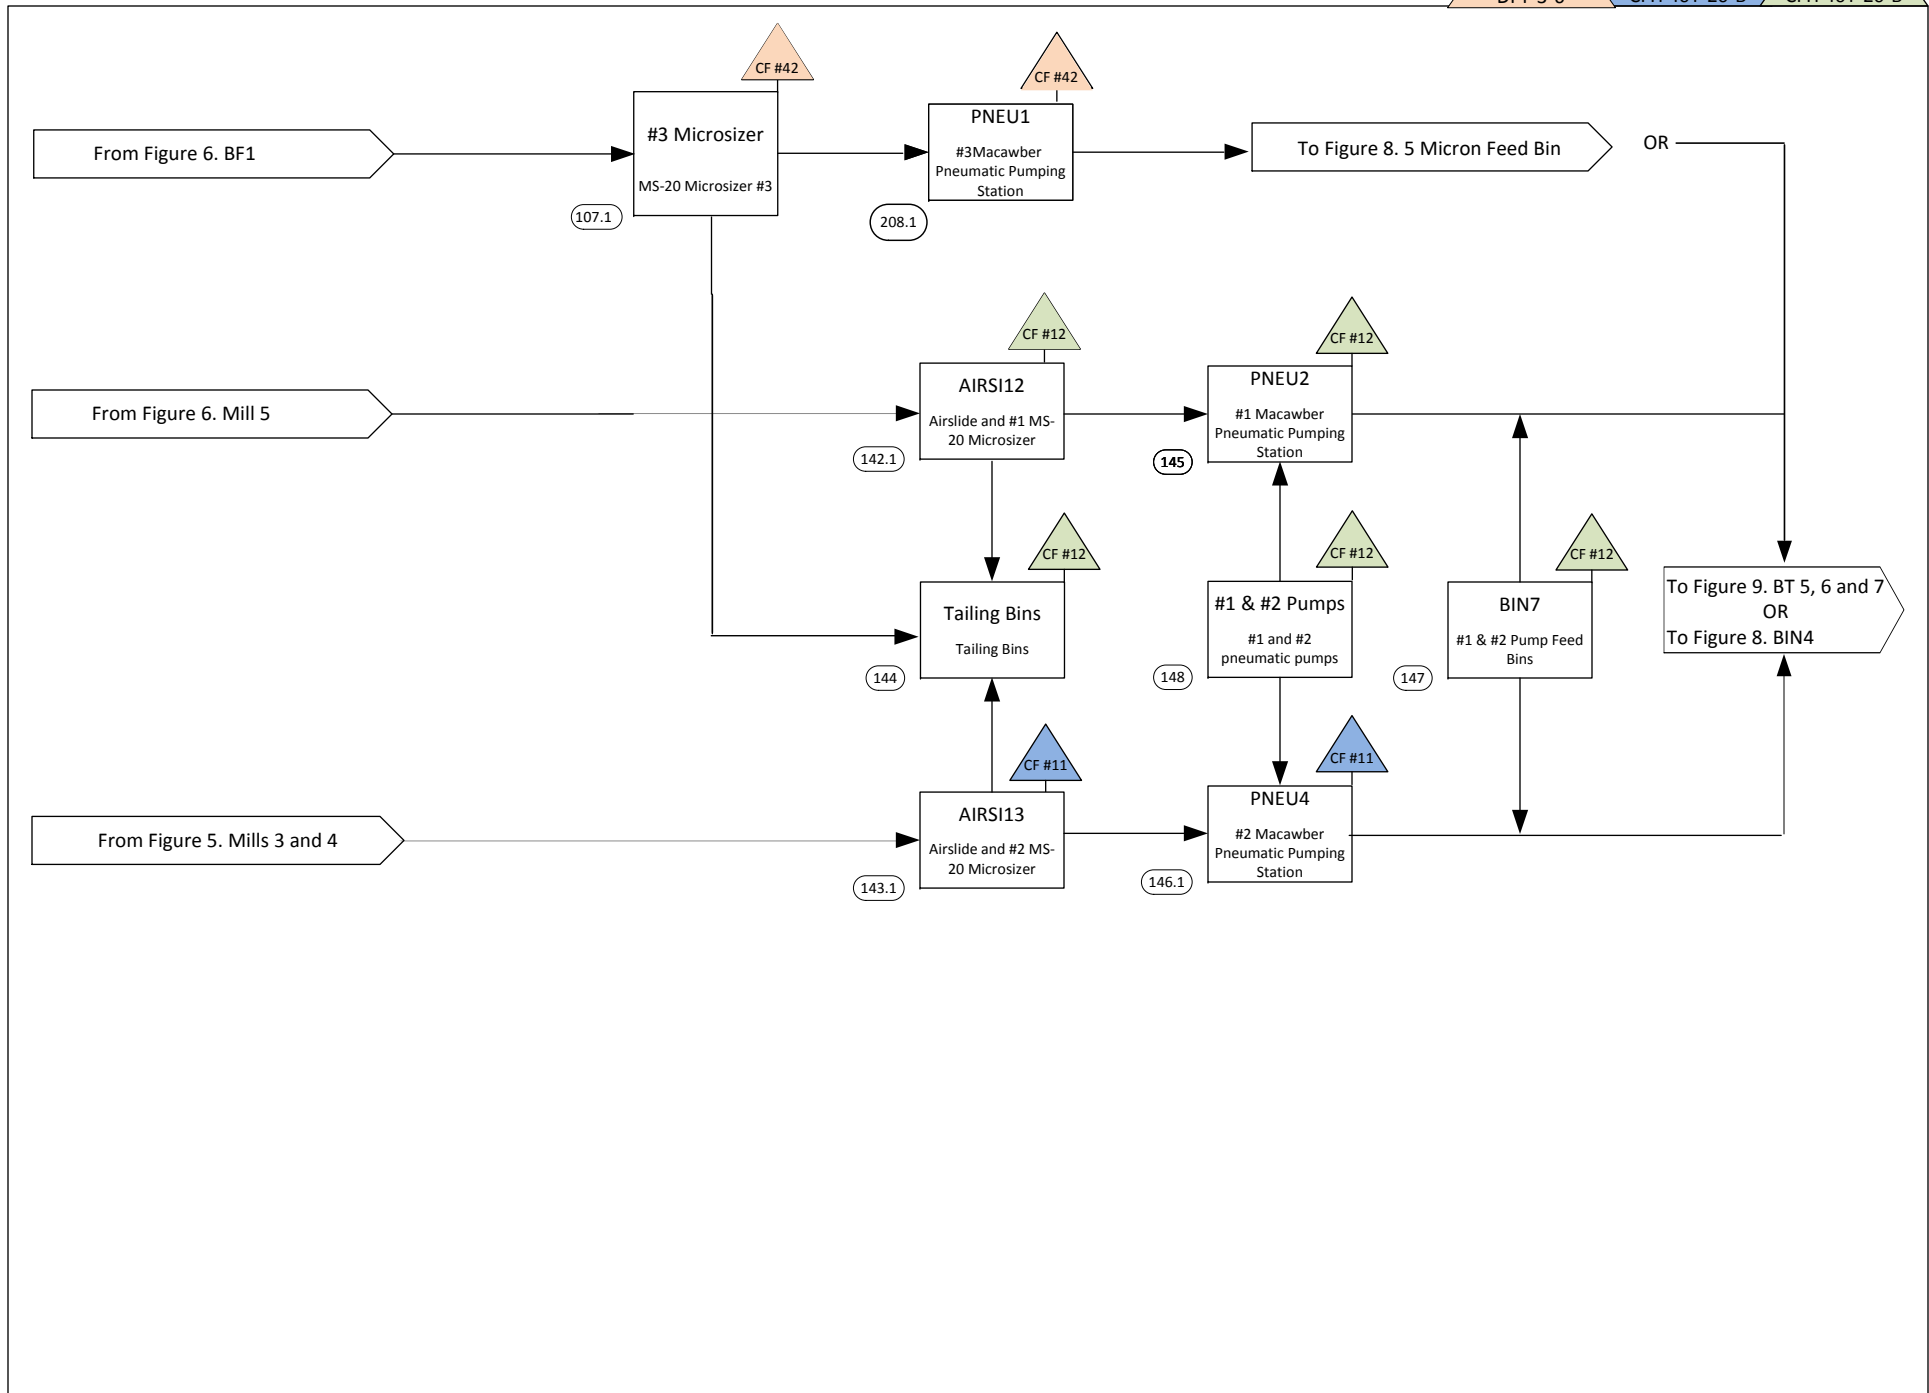 CF #42
CF #42
#3 Microsizer
MS-20 Microsizer #3
107.1
PNEU1
#3Macawber
Pneumatic Pumping
Station
208.1
From Figure 6. BF1
To Figure 8. 5 Micron Feed Bin
OR
CF #12
CF #12
From Figure 6. Mill 5
AIRSI12
Airslide and #1 MS-
20 Microsizer
142.1
PNEU2
#1 Macawber
Pneumatic Pumping
Station
145
CF #12
CF #12
CF #12
Tailing Bins
Tailing Bins
144
#1 & #2 Pumps
#1 and #2
pneumatic pumps
148
BIN7
#1 & #2 Pump Feed
Bins
147
To Figure 9. BT 5, 6 and 7
OR
To Figure 8. BIN4
CF #11
CF #11
From Figure 5. Mills 3 and 4
AIRSI13
Airslide and #2 MS-
20 Microsizer
143.1
PNEU4
#2 Macawber
Pneumatic Pumping
Station
146.1